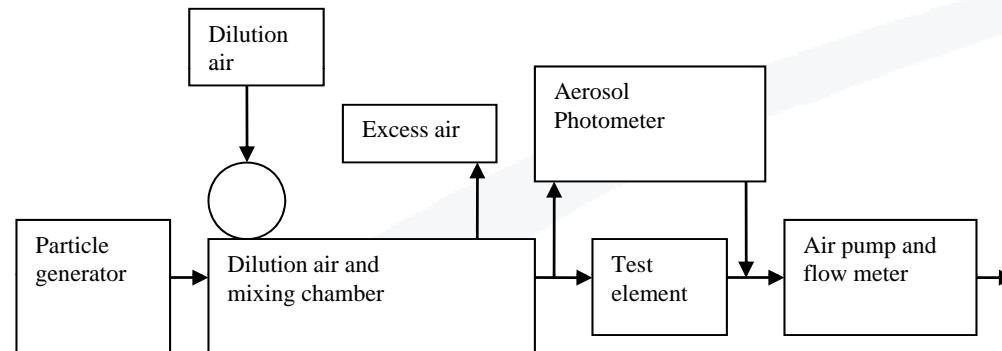 Dilution
air
Excess air
Aerosol
Photometer
Particle
generator
Dilution air and
mixing chamber
Test
element
Air pump and
flow meter